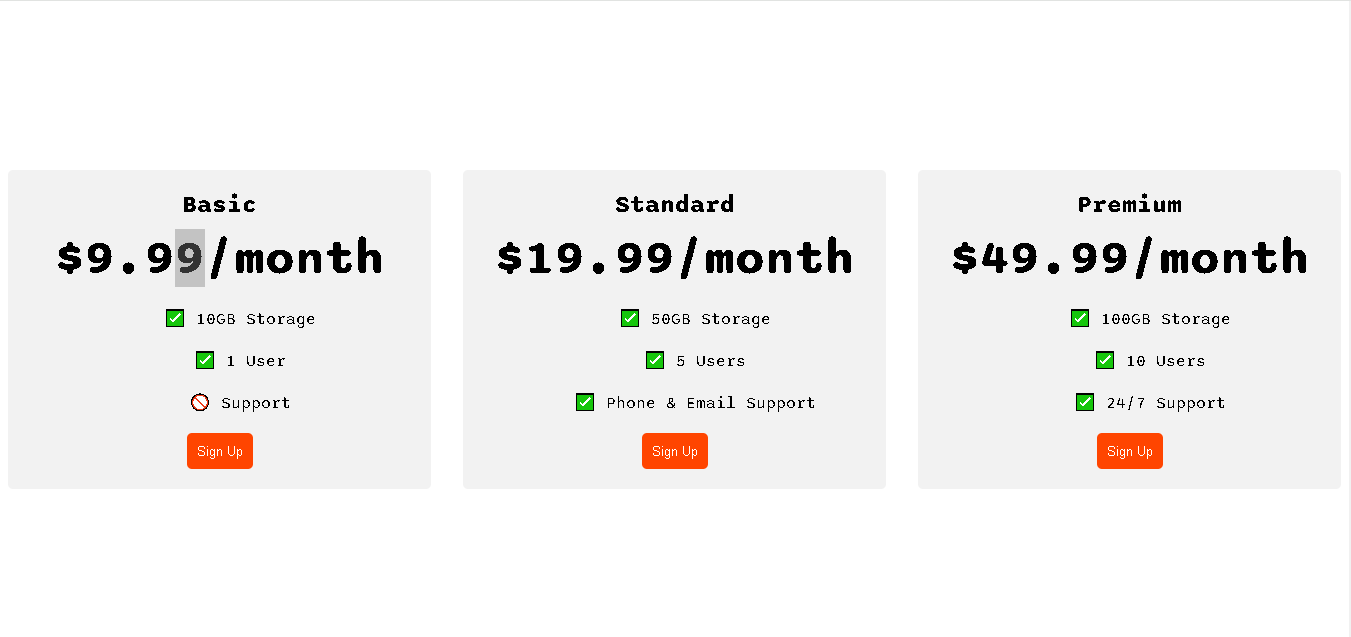 Basic
$9.99/month
✅ 10GB Storage
✅ 1 User
🚫 Support
Sign Up
Standard
$19.99/month
✅ 50GB Storage
✅ 5 Users
✅ Phone & Email Support
Sign Up
Premium
$49.99/month
✅ 100GB Storage
✅ 10 Users
✅ 24/7 Support
Sign Up